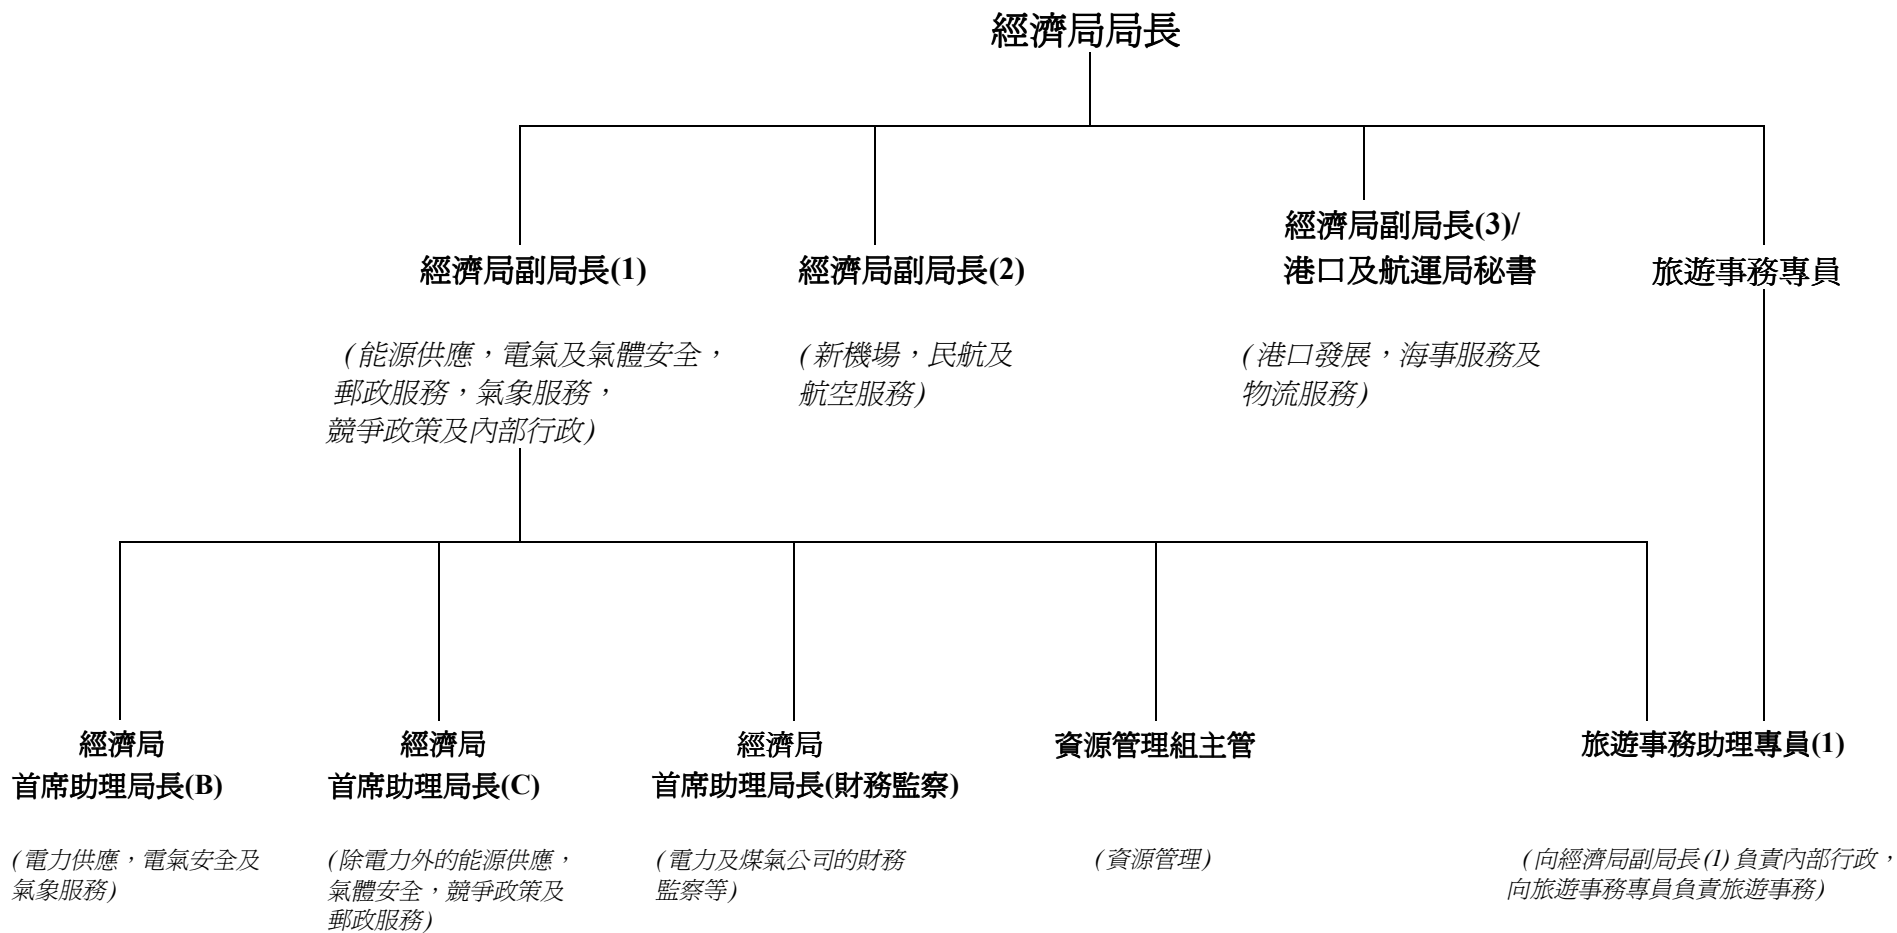 經濟局局長
經濟局副局長(1)
經濟局副局長(2)
經濟局副局長(3)/
港口及航運局秘書
旅遊事務專員
(能源供應，電氣及氣體安全，
郵政服務，氣象服務，
競爭政策及內部行政)
(新機場，民航及
航空服務)
(港口發展，海事服務及
物流服務)
經濟局
首席助理局長(B)
經濟局
首席助理局長(C)
經濟局
首席助理局長(財務監察)
資源管理組主管
旅遊事務助理專員(1)
(電力供應，電氣安全及
氣象服務)
(除電力外的能源供應，
氣體安全，競爭政策及
郵政服務)
(電力及煤氣公司的財務
監察等)
(資源管理)
(向經濟局副局長(1)負責內部行政，
向旅遊事務專員負責旅遊事務)